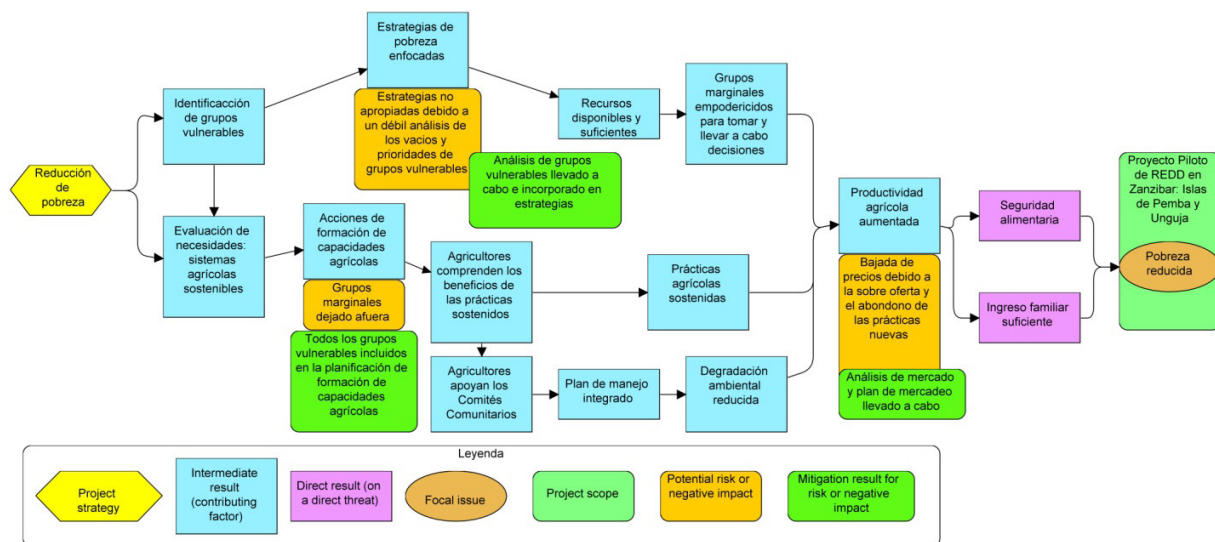 Reducción
de
pobreza
Identificacción
de grupos
vulnerables
Evaluación de
necesidades:
sistemas
agrícolas
sostenibles
Estrategias de
pobreza
enfocadas
Estrategias no
apropiadas debido a
un débil análisis de
los vacios y
prioridades de
grupos vulnerables
Análisis de grupos
vulnerables llevado a
cabo e incorporado en
estrategias
Acciones de
formación de
capacidades
agrícolas
Grupos
marginales
dejado afuera
Todos los grupos
vulnerables incluidos
en la planificación de
formación de
capacidades
agrícolas
Recursos
disponibles y
suficientes
Grupos
marginales
empodericidos
para tomar y
llevar a cabo
decisiones
Agricultores
comprenden los
beneficios de
las prácticas
sostenidos
Prácticas
agrícolas
sostenidas
Agricultores
apoyan los
Comités
Comunitarios
Plan de manejo
integrado
Degradación
ambiental
reducida
Productividad
agrícola
aumentada
Bajada de
precios debido a
la sobre oferta y
el abondono de
las prácticas
nuevas
Análisis de mercado
y plan de mercadeo
llevado a cabo
Seguridad
alimentaria
Ingreso familiar
suficiente
Proyecto Piloto
de REDD en
Zanzibar: Islas
de Pemba y
Unguja
Pobreza
reducida
Leyenda
Project
strategy
Intermediate
result
(contributing
factor)
Direct result (on
a direct threat)
Focal issue
Project scope
Potential risk or
negative impact
Mitigation result for
risk or negative
impact